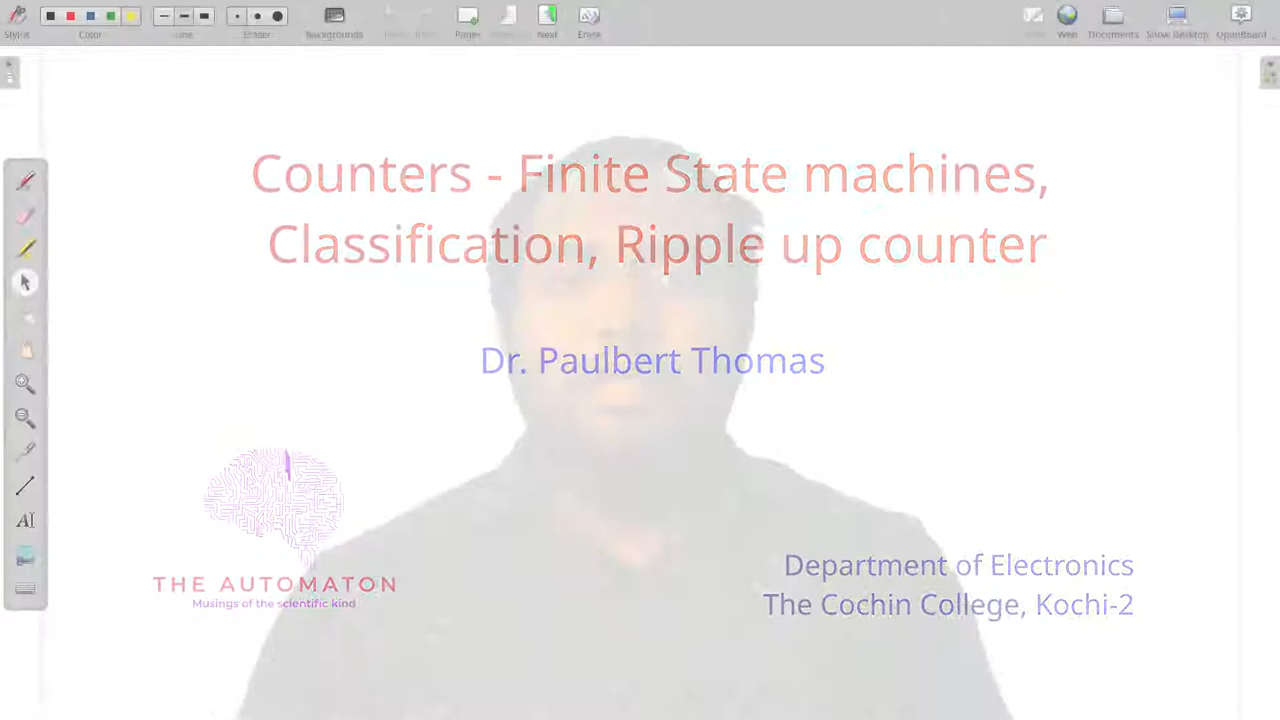 Stylus
Color
Line
Eraser
Backgrounds
Pages
Next
Erase
Web
Documents
Show Desktop
OpenBoard
Counters - Finite State machines,
Classification, Ripple up counter
Dr. Paulbert Thomas
THE AUTOMATON
Musings of the scientific kind
Department of Electronics
The Cochin College, Kochi-2